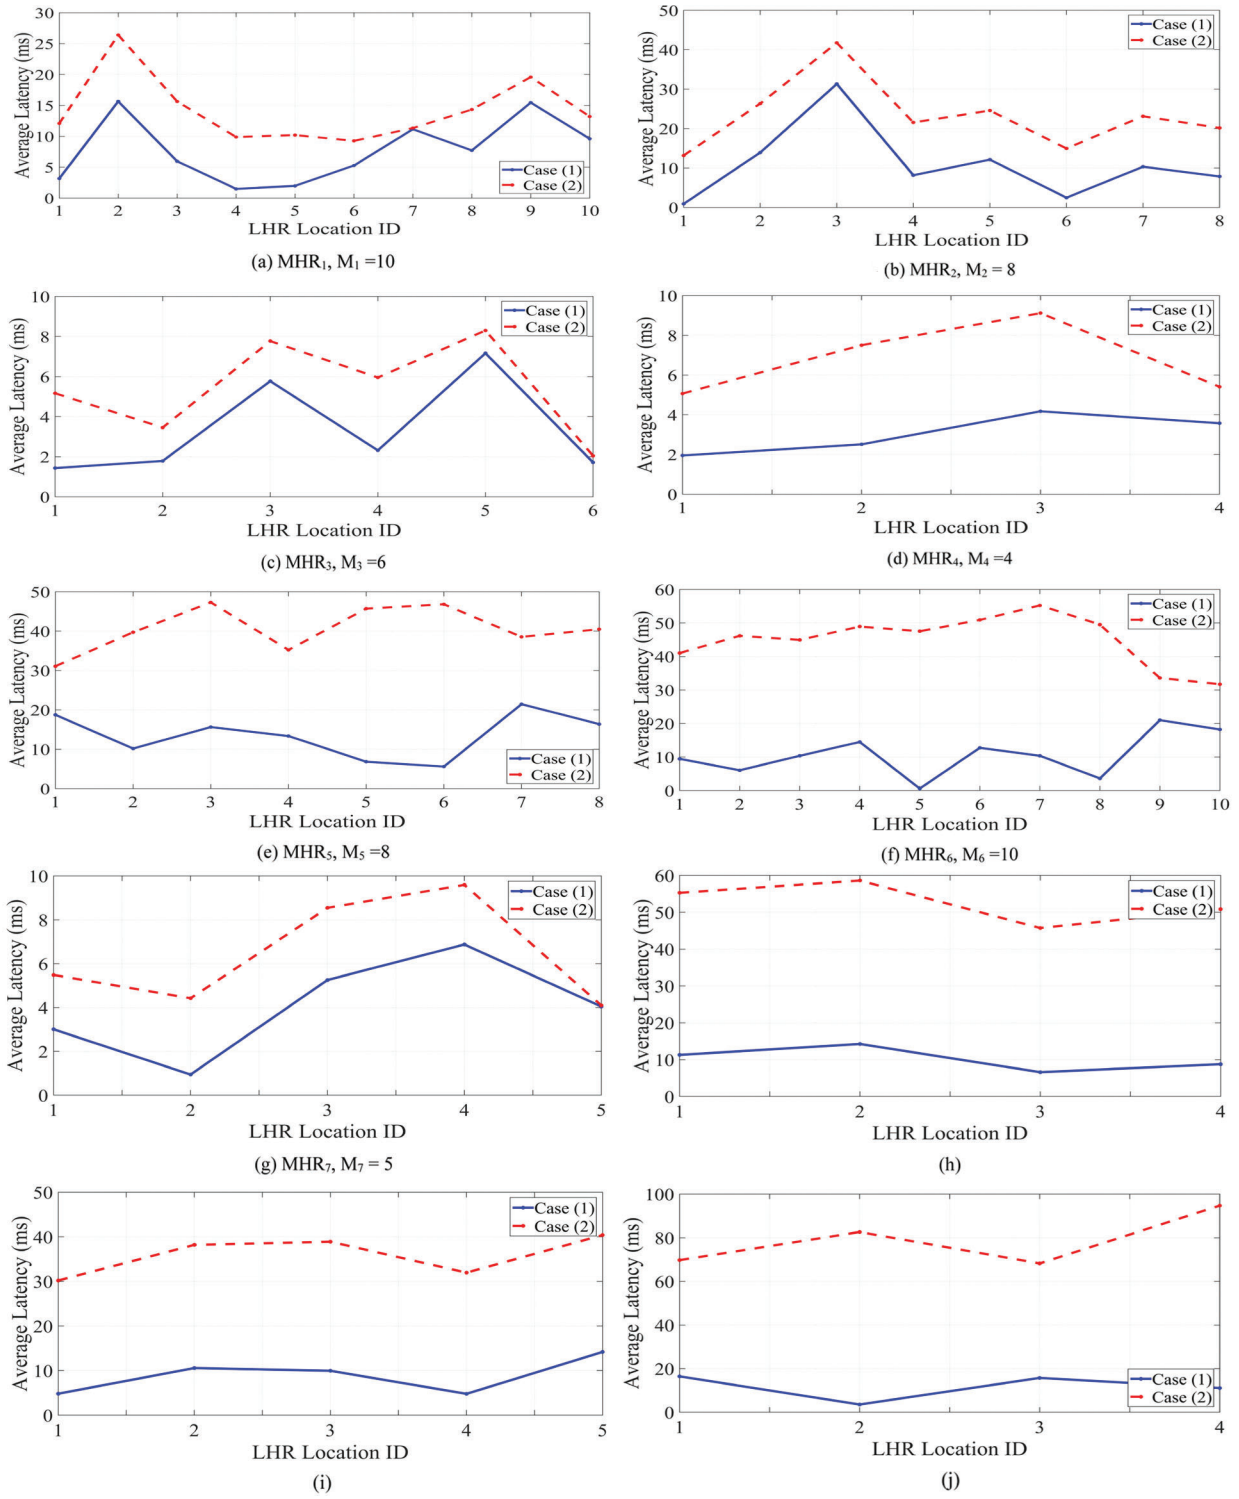 30
25
20
15
10
5
0
Average Latency (ms)
Case (1)
Case (2)
1 2 3 4 5 6 7 8 9 10
LHR Location ID
(a) MHR₁, M₁ =10
50
40
30
20
10
0
Average Latency (ms)
Case (1)
Case (2)
1 2 3 4 5 6 7 8
LHR Location ID
(b) MHR₂, M₂ = 8
10
8
6
4
2
0
Average Latency (ms)
Case (1)
Case (2)
1 2 3 4 5 6
LHR Location ID
(c) MHR₃, M₃ =6
10
8
6
4
2
0
Average Latency (ms)
Case (1)
Case (2)
1 2 3 4
LHR Location ID
(d) MHR₄, M₄ =4
50
40
30
20
10
0
Average Latency (ms)
Case (1)
Case (2)
1 2 3 4 5 6 7 8
LHR Location ID
(e) MHR₅, M₅ =8
60
50
40
30
20
10
0
Average Latency (ms)
Case (1)
Case (2)
1 2 3 4 5 6 7 8 9 10
LHR Location ID
(f) MHR₆, M₆ =10
10
8
6
4
2
0
Average Latency (ms)
Case (1)
Case (2)
1 2 3 4 5
LHR Location ID
(g) MHR₇, M₇ = 5
60
50
40
30
20
10
0
Average Latency (ms)
Case (1)
Case (2)
1 2 3 4
LHR Location ID
(h)
50
40
30
20
10
0
Average Latency (ms)
Case (1)
Case (2)
1 2 3 4 5
LHR Location ID
(i)
100
80
60
40
20
0
Average Latency (ms)
Case (1)
Case (2)
1 2 3 4
LHR Location ID
(j)